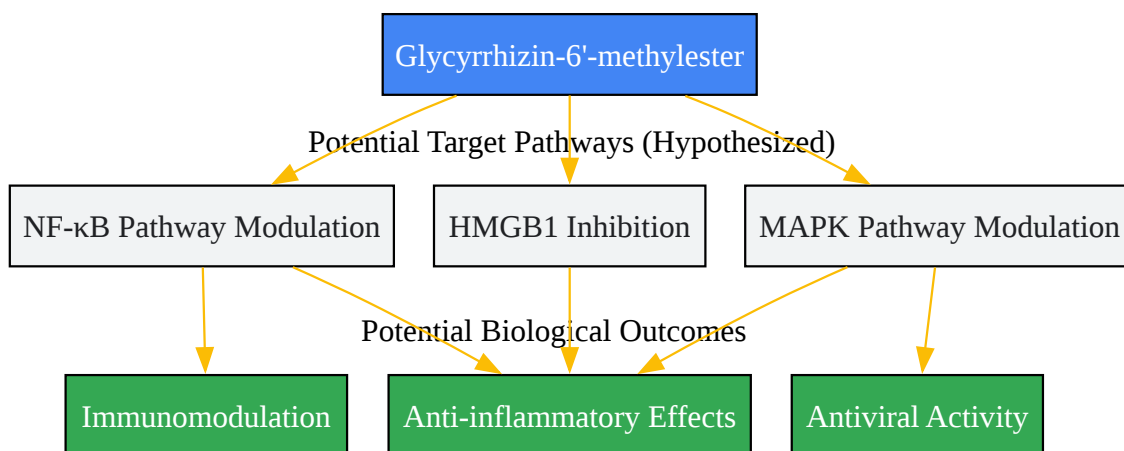 Glycyrrhizin-6'-methylester
Potential Target Pathways (Hypothesized)
NF-κB Pathway Modulation
HMGB1 Inhibition
MAPK Pathway Modulation
Potential Biological Outcomes
Immunomodulation
Anti-inflammatory Effects
Antiviral Activity